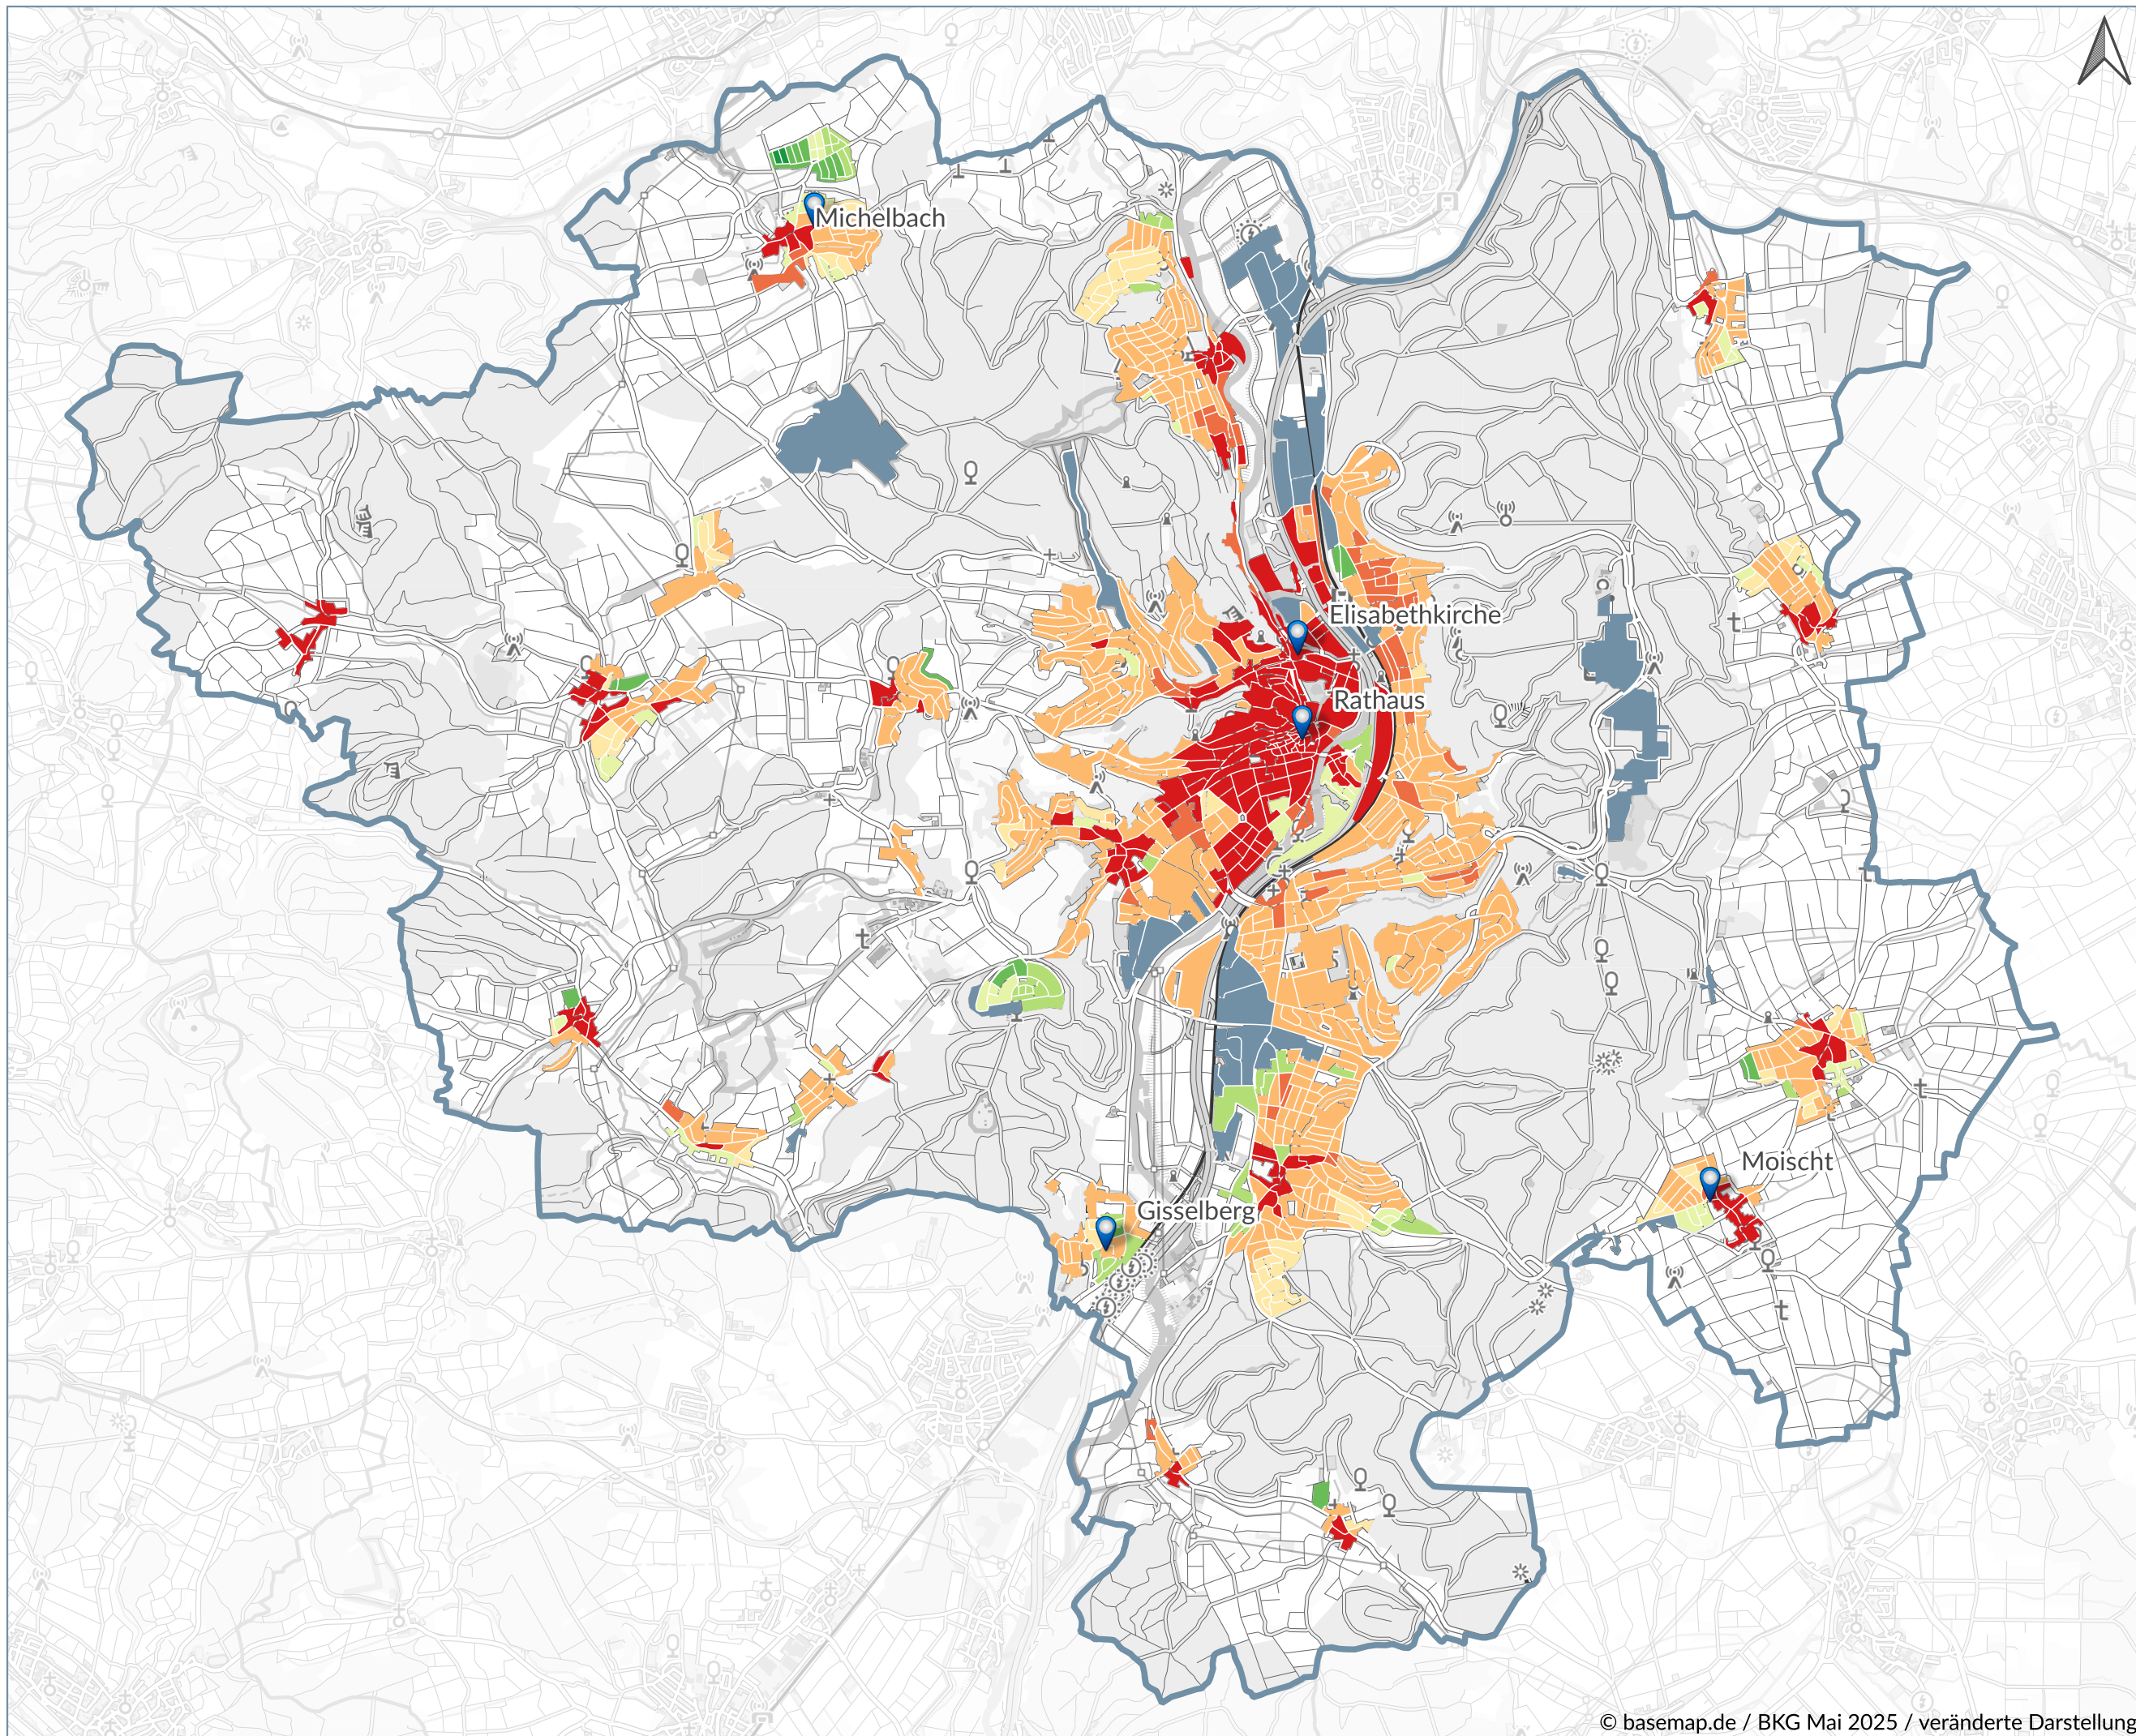 Michelbach
Elisabethkirche
Rathaus
Moischt
Gisselberg
© basemap.de / BKG Mai 2025 / veränderte Darstellung